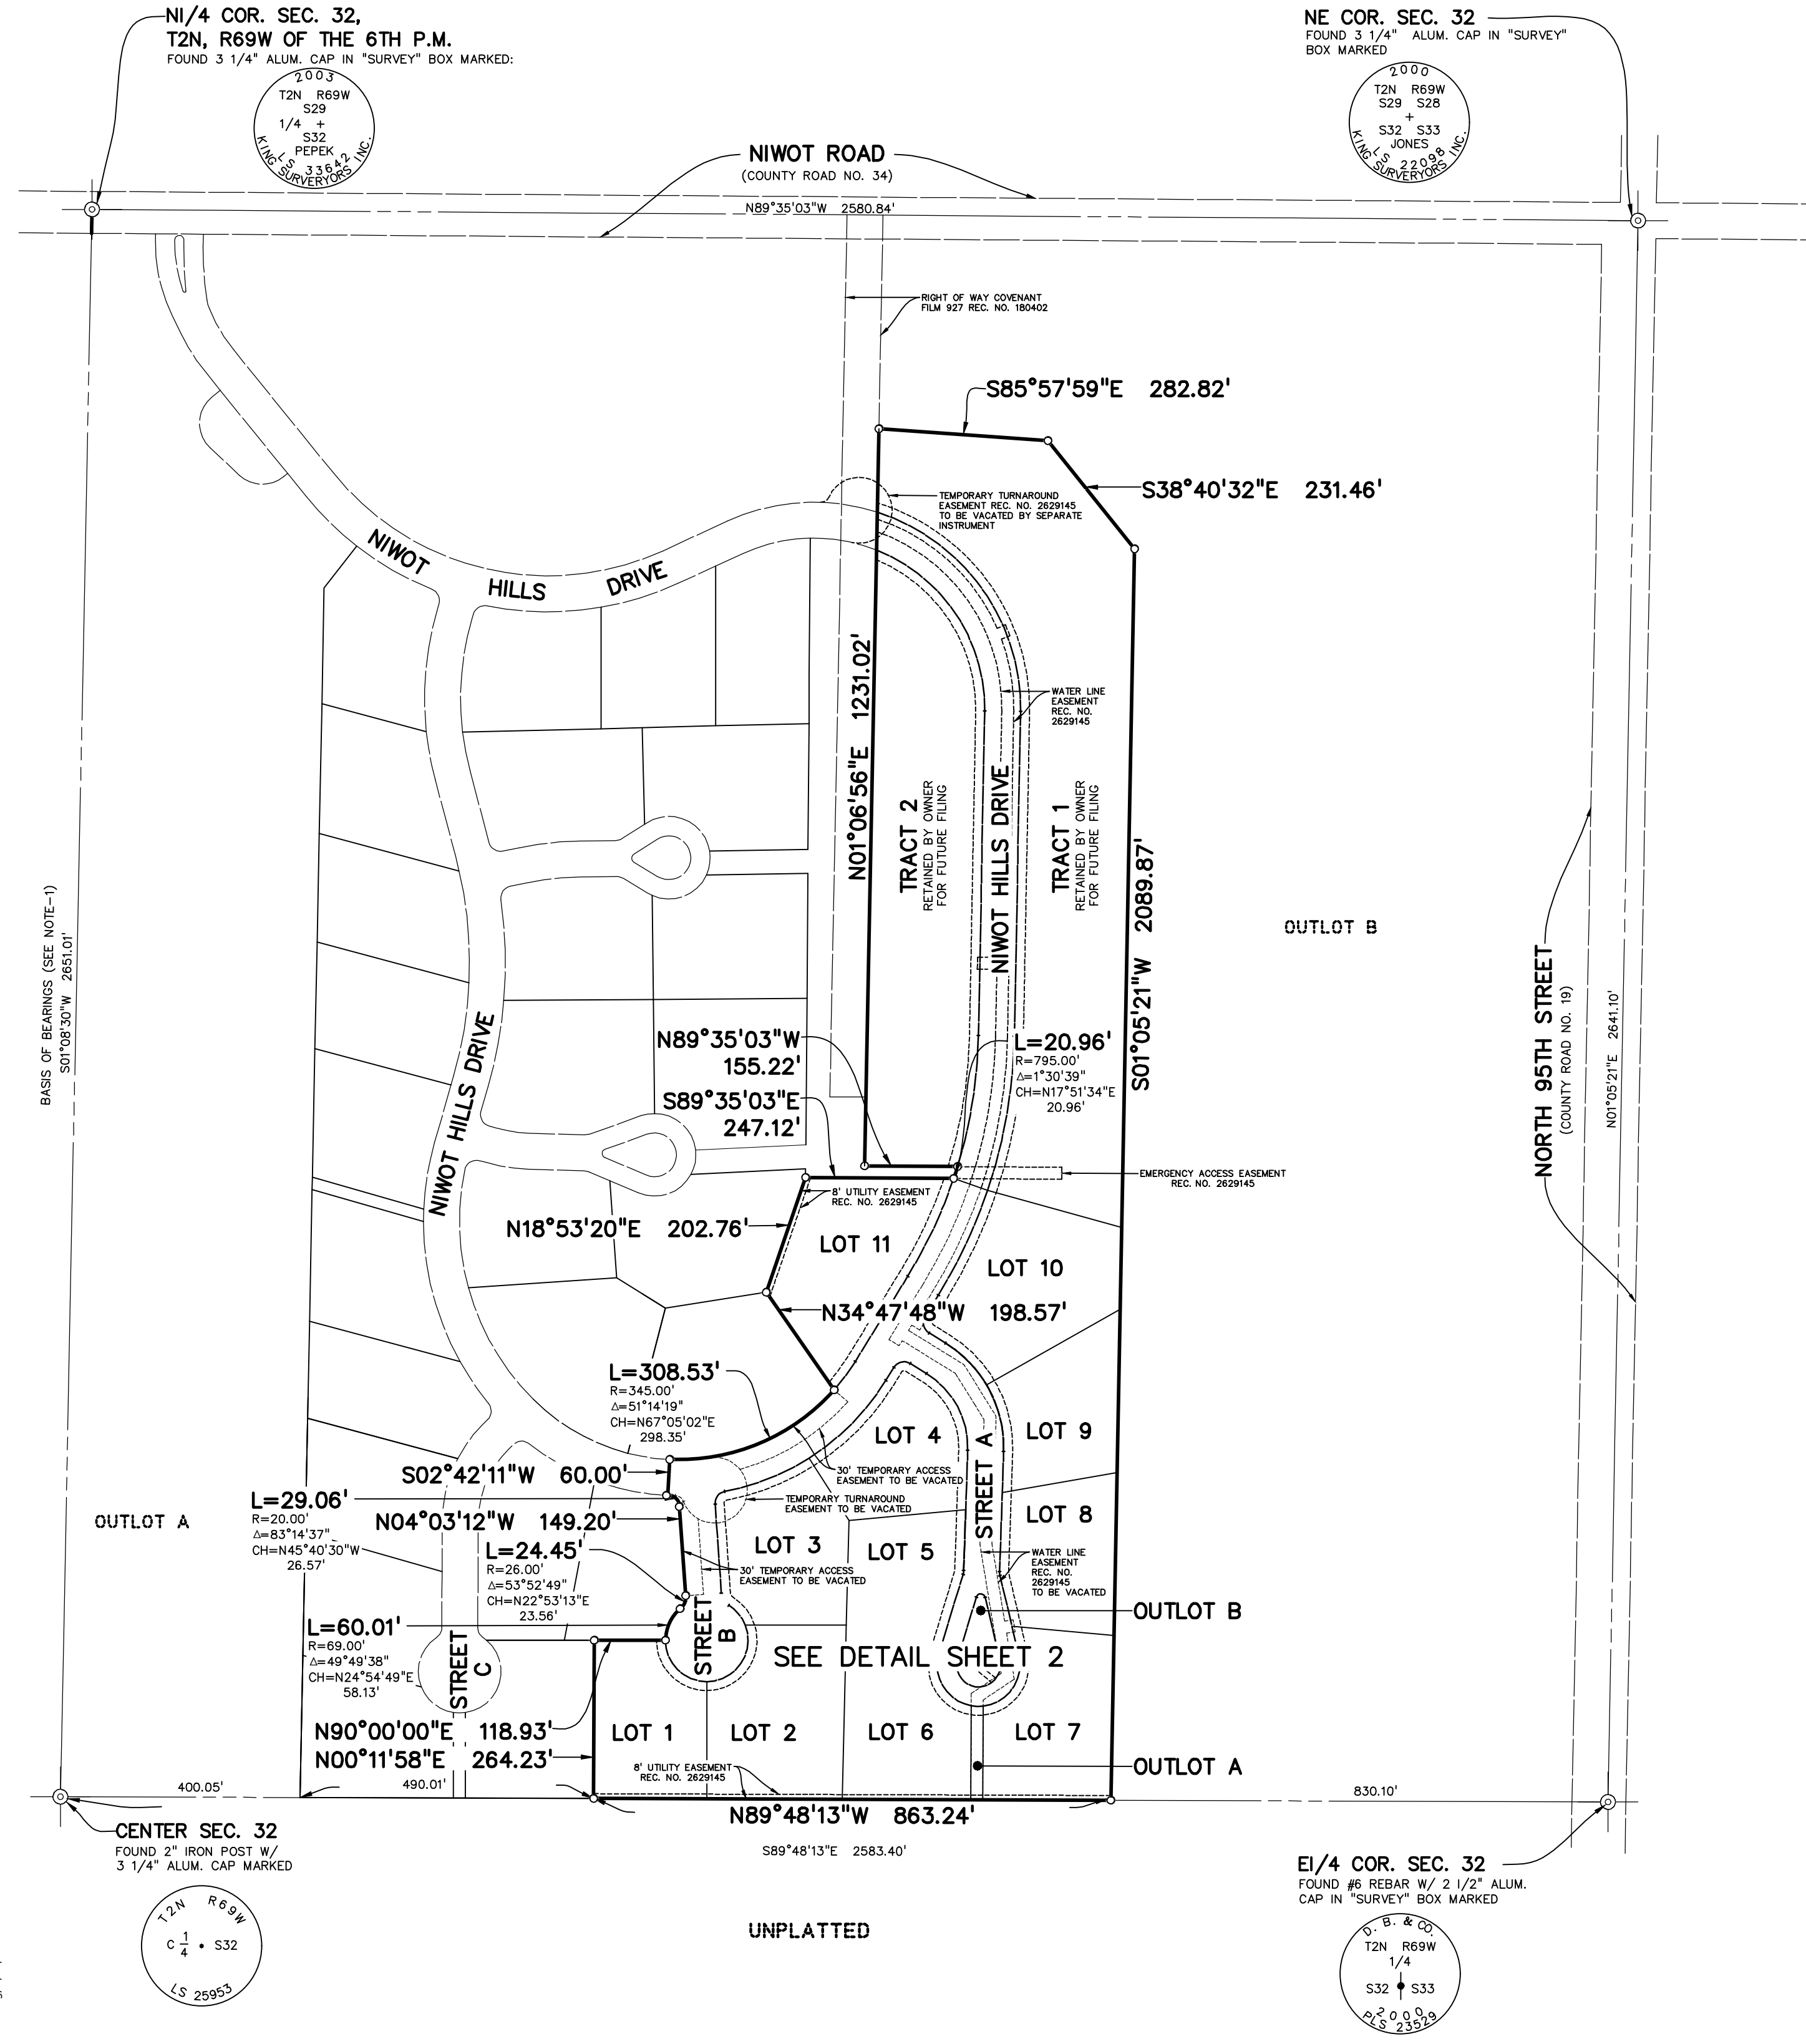 NI/4 COR. SEC. 32,
T2N, R69W OF THE 6TH P.M.
FOUND 3 1/4" ALUM. CAP IN "SURVEY" BOX MARKED:
2003
T2N R69W
S29
1/4 +
S32
PEPEK
LS 33642
KING SURVERYORS INC.
NE COR. SEC. 32
FOUND 3 1/4" ALUM. CAP IN "SURVEY"
BOX MARKED
2000
T2N R69W
S29 S28
+
S32 S33
JONES
LS 22098
KING SURVERYORS INC.
NIWOT ROAD
(COUNTY ROAD NO. 34)
N89°35'03"W 2580.84'
RIGHT OF WAY COVENANT
FILM 927 REC. NO. 180402
S85°57'59"E 282.82'
S38°40'32"E 231.46'
TEMPORARY TURNAROUND
EASEMENT REC. NO. 2629145
TO BE VACATED BY SEPARATE
INSTRUMENT
NIWOT HILLS DRIVE
N01°06'56"E 1231.02'
WATER LINE
EASEMENT
REC. NO.
2629145
TRACT 2
RETAINED BY OWNER
FOR FUTURE FILING
NIWOT HILLS DRIVE
TRACT 1
RETAINED BY OWNER
FOR FUTURE FILING
S01°05'21"W 2089.87'
OUTLOT B
BASIS OF BEARINGS (SEE NOTE-1)
S01°08'30"W 2651.01'
NORTH 95TH STREET
(COUNTY ROAD NO. 19)
N01°05'21"E 2641.10'
NIWOT HILLS DRIVE
N89°35'03"W
155.22'
S89°35'03"E
247.12'
L=20.96'
R=795.00'
Δ=1°30'39"
CH=N17°51'34"E
20.96'
EMERGENCY ACCESS EASEMENT
REC. NO. 2629145
8' UTILITY EASEMENT
REC. NO. 2629145
N18°53'20"E 202.76'
LOT 11
LOT 10
N34°47'48"W 198.57'
L=308.53'
R=345.00'
Δ=51°14'19"
CH=N67°05'02"E
298.35'
LOT 4
LOT 9
STREET A
30' TEMPORARY ACCESS
EASEMENT TO BE VACATED
S02°42'11"W 60.00'
TEMPORARY TURNAROUND
EASEMENT TO BE VACATED
L=29.06'
R=20.00'
Δ=83°14'37"
CH=N45°40'30"W
26.57'
OUTLOT A
N04°03'12"W 149.20'
LOT 8
LOT 3
LOT 5
L=24.45'
R=26.00'
Δ=53°52'49"
CH=N22°53'13"E
23.56'
30' TEMPORARY ACCESS
EASEMENT TO BE VACATED
WATER LINE
EASEMENT
REC. NO.
2629145
TO BE VACATED
OUTLOT B
L=60.01'
R=69.00'
Δ=49°49'38"
CH=N24°54'49"E
58.13'
STREET
B
STREET
C
SEE DETAIL SHEET 2
N90°00'00"E 118.93'
LOT 1
LOT 2
LOT 6
LOT 7
N00°11'58"E 264.23'
8' UTILITY EASEMENT
REC. NO. 2629145
OUTLOT A
400.05'
490.01'
830.10'
N89°48'13"W 863.24'
S89°48'13"E 2583.40'
CENTER SEC. 32
FOUND 2" IRON POST W/
3 1/4" ALUM. CAP MARKED
T2N R69W
C 1/4 • S32
LS 25953
UNPLATTED
EI/4 COR. SEC. 32
FOUND #6 REBAR W/ 2 I/2" ALUM.
CAP IN "SURVEY" BOX MARKED
D. B. & CO.
T2N R69W
1/4
S32 S33
2000
PLS 23529